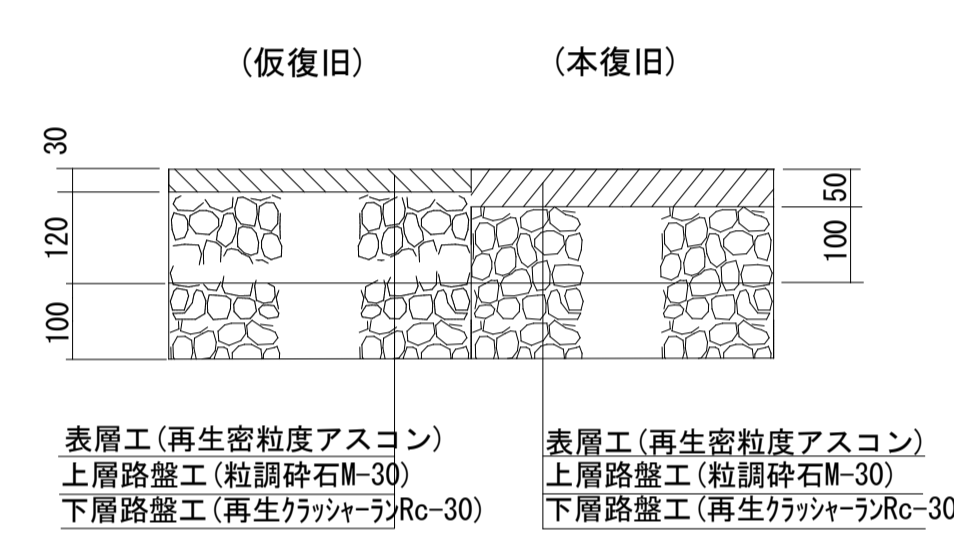 (仮復旧)
(本復旧)
30
120
100
50
100
表層工(再生密粒度アスコン)
上層路盤工(粒調砕石M-30)
下層路盤工(再生クラッシャーランRc-30)
表層工(再生密粒度アスコン)
上層路盤工(粒調砕石M-30)
下層路盤工(再生クラッシャーランRc-30